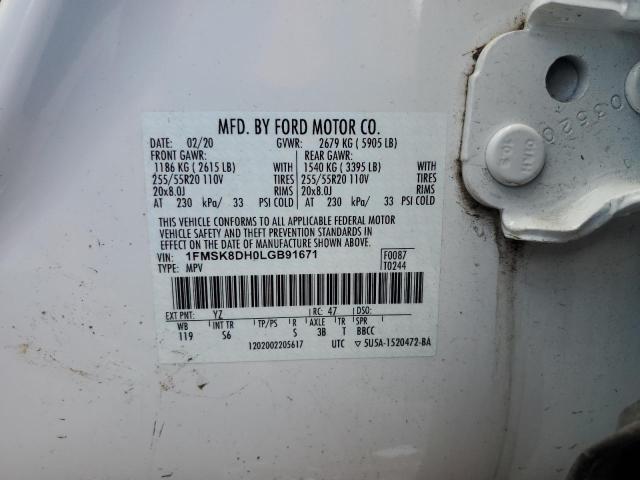 MFD. BY FORD MOTOR CO.
DATE: 02/20 GVWR: 2679 KG ( 5905 LB)
FRONT GAWR: REAR GAWR:
1186 KG ( 2615 LB) WITH 1540 KG ( 3395 LB) WITH
255/55R20 110V TIRES 255/55R20 110V TIRES
20x8.0J RIMS 20x8.0J RIMS
AT 230 kPa/ 33 PSI COLD AT 230 kPa/ 33 PSI COLD
THIS VEHICLE CONFORMS TO ALL APPLICABLE FEDERAL MOTOR
VEHICLE SAFETY AND THEFT PREVENTION STANDARDS IN
EFFECT ON THE DATE OF MANUFACTURE SHOWN ABOVE.
VIN: 1FMSK8DH0LGB91671 F0087
TYPE: MPV T0244
EXT PNT: YZ RC: 47 DSO:
WB INT TR TP/PS R AXLE TR SPR
119 S6 S 3B T BBCC
1202002205617 UTC ▽ 5U5A-1520472-BA
03520